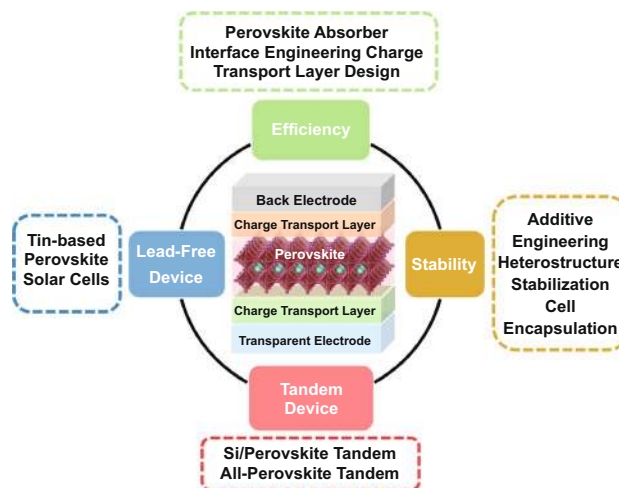 Perovskite Absorber
Interface Engineering Charge
Transport Layer Design
Efficiency
Back Electrode
Charge Transport Layer
Perovskite
Charge Transport Layer
Transparent Electrode
Tin-based
Perovskite
Solar Cells
Lead-Free
Device
Stability
Additive
Engineering
Heterostructure
Stabilization
Cell
Encapsulation
Tandem
Device
Si/Perovskite Tandem
All-Perovskite Tandem